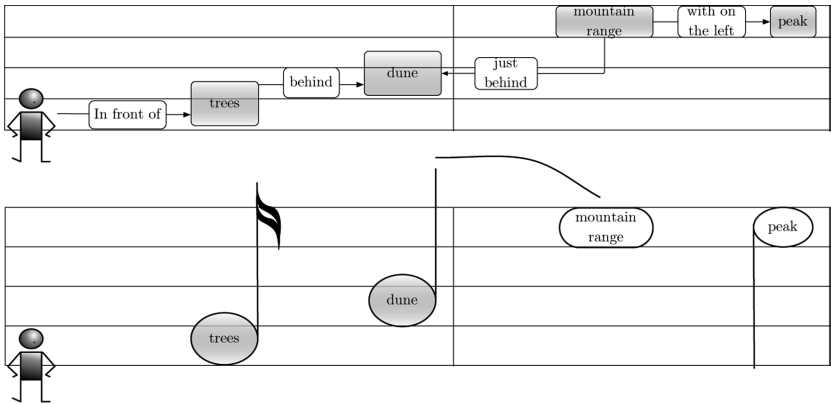 mountain
range
with on
the left
peak
just
behind
dune
behind
trees
In front of
mountain
range
peak
dune
trees